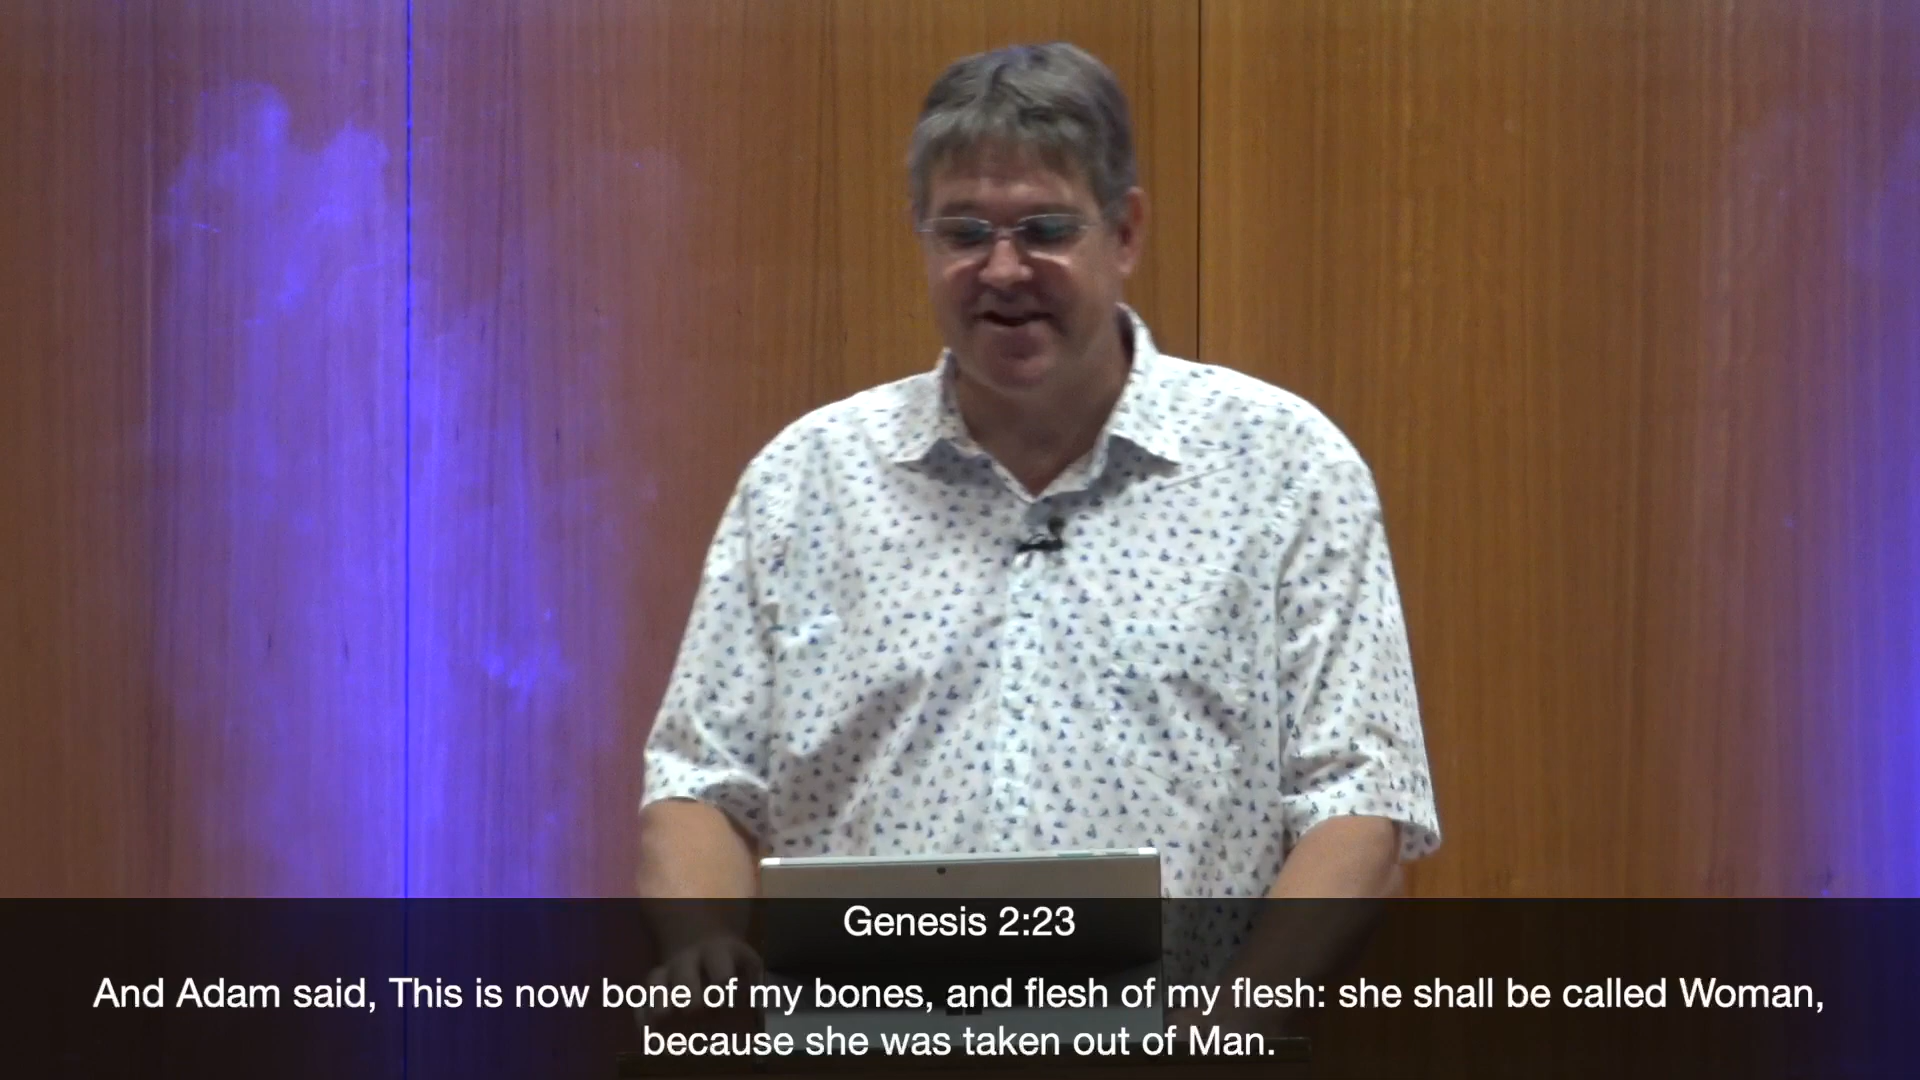 Genesis 2:23
And Adam said, This is now bone of my bones, and flesh of my flesh: she shall be called Woman,
because she was taken out of Man.